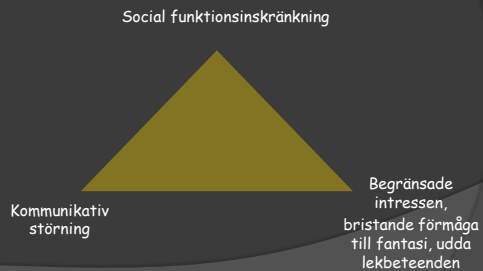 Social funktionsinskränkning
Kommunikativ
störning
Begränsade
intressen,
bristande förmåga
till fantasi, udda
lekbeteenden